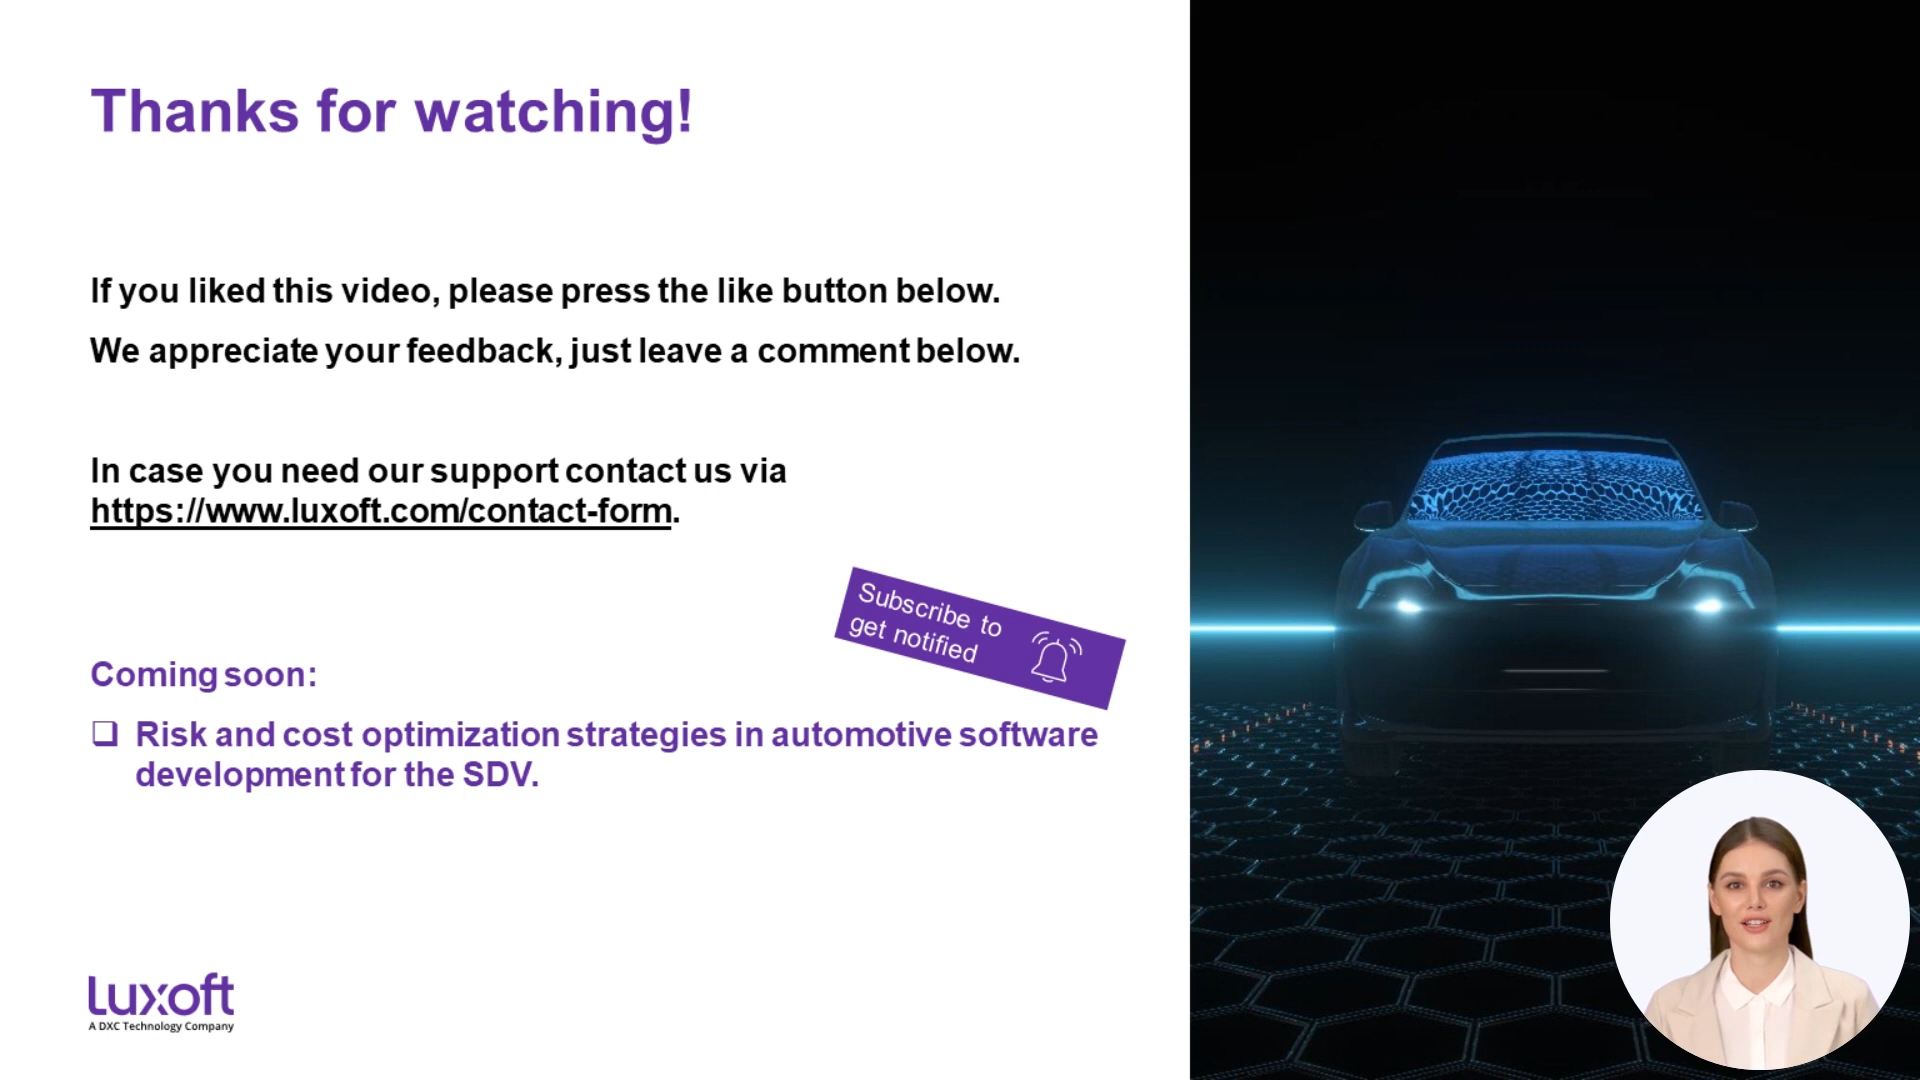 Thanks for watching!
If you liked this video, please press the like button below.
We appreciate your feedback, just leave a comment below.
In case you need our support contact us via
https://www.luxoft.com/contact-form.
Subscribe to
get notified
Coming soon:
Risk and cost optimization strategies in automotive software
development for the SDV.
Luxoft
A DXC Technology Company